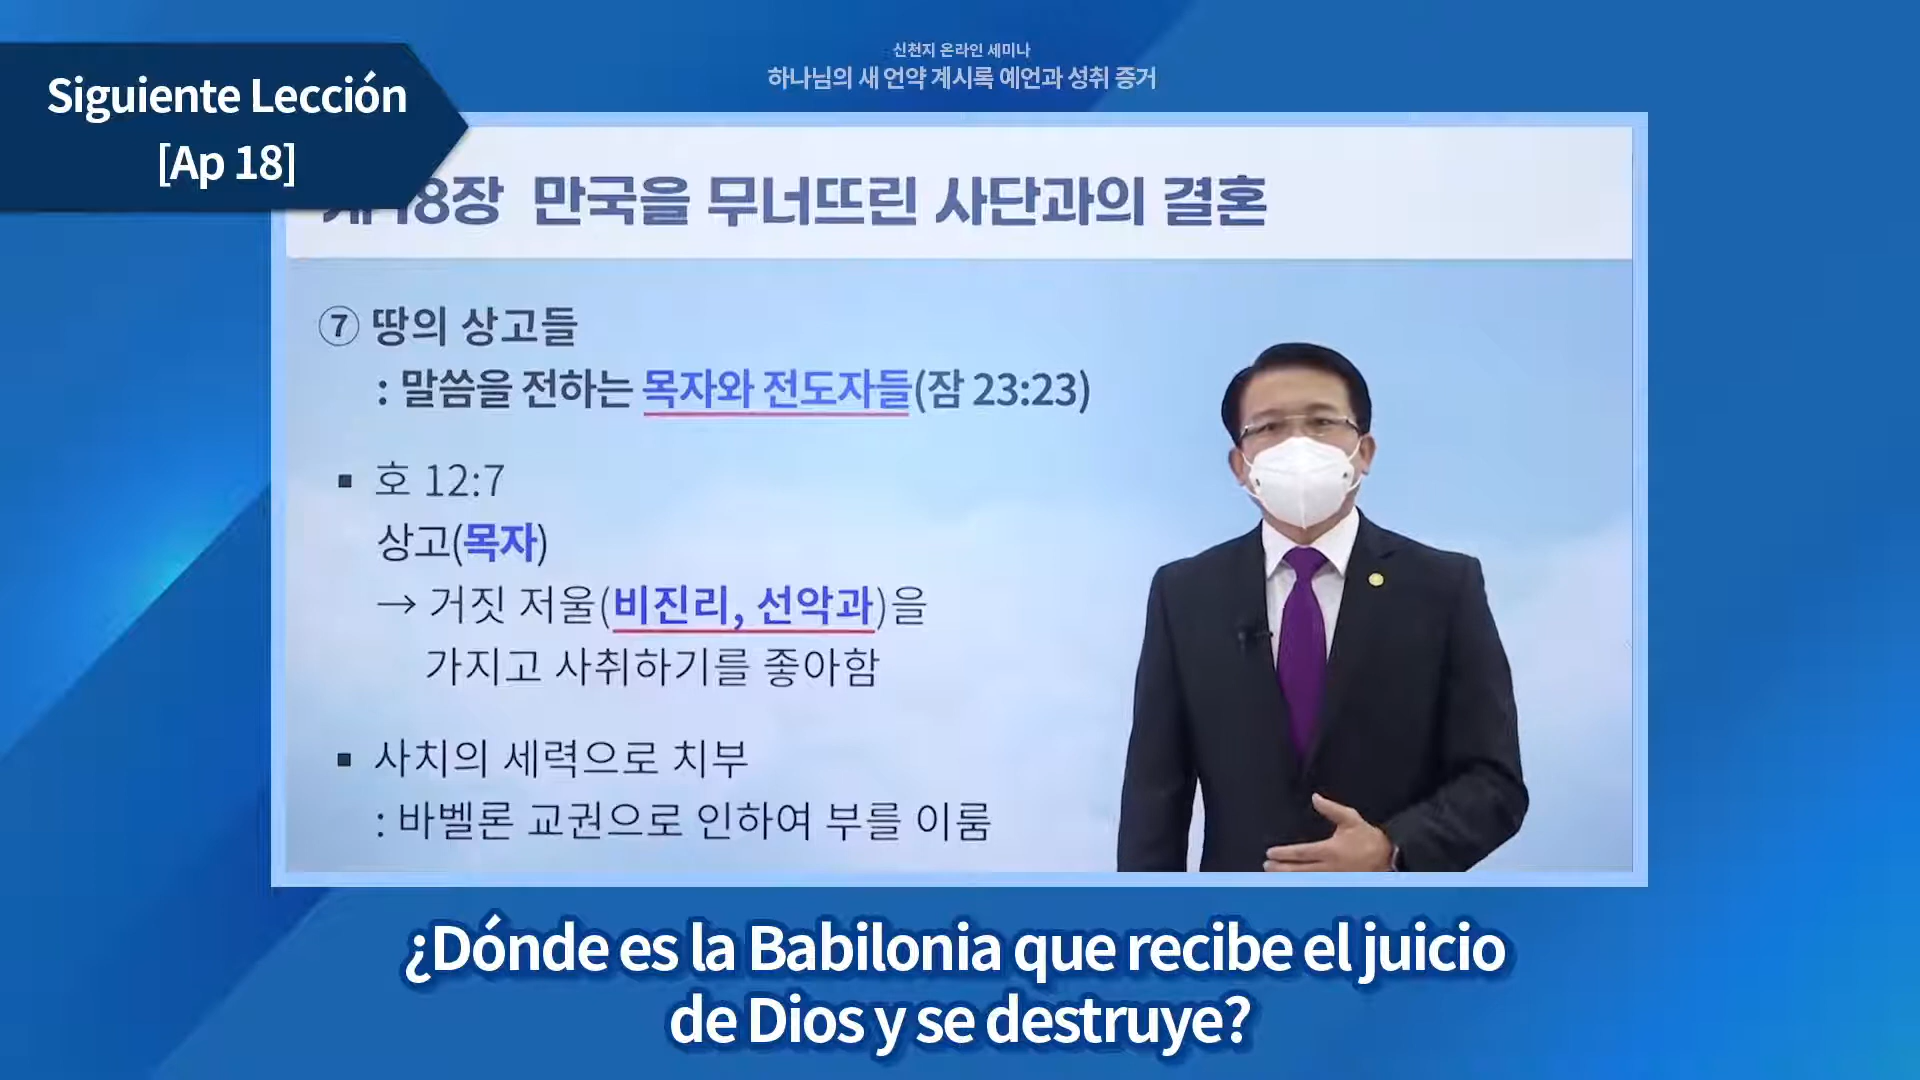 신천지 온라인 세미나
하나님의 새 언약 계시록 예언과 성취 증거
Siguiente Lección
[Ap 18]
제18장 만국을 무너뜨린 사단과의 결혼
⑦ 땅의 상고들
: 말씀을 전하는 목자와 전도자들(잠 23:23)
▪ 호 12:7
상고(목자)
→ 거짓 저울(비진리, 선악과)을
가지고 사취하기를 좋아함
▪ 사치의 세력으로 치부
: 바벨론 교권으로 인하여 부를 이룸
¿Dónde es la Babilonia que recibe el juicio
de Dios y se destruye?